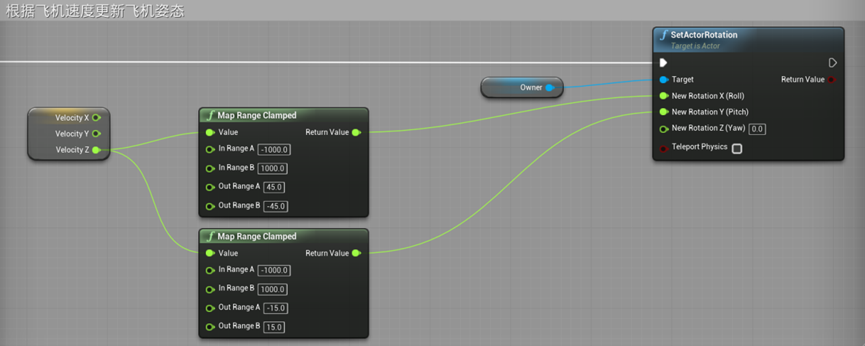 根据飞机速度更新飞机姿态
SetActorRotation
Target is Actor
Target
Return Value
New Rotation X (Roll)
New Rotation Y (Pitch)
New Rotation Z (Yaw) 0.0
Teleport Physics
Owner
Velocity X
Velocity Y
Velocity Z
Map Range Clamped
Value
Return Value
In Range A -1000.0
In Range B 1000.0
Out Range A 45.0
Out Range B -45.0
Map Range Clamped
Value
Return Value
In Range A -1000.0
In Range B 1000.0
Out Range A -15.0
Out Range B 15.0